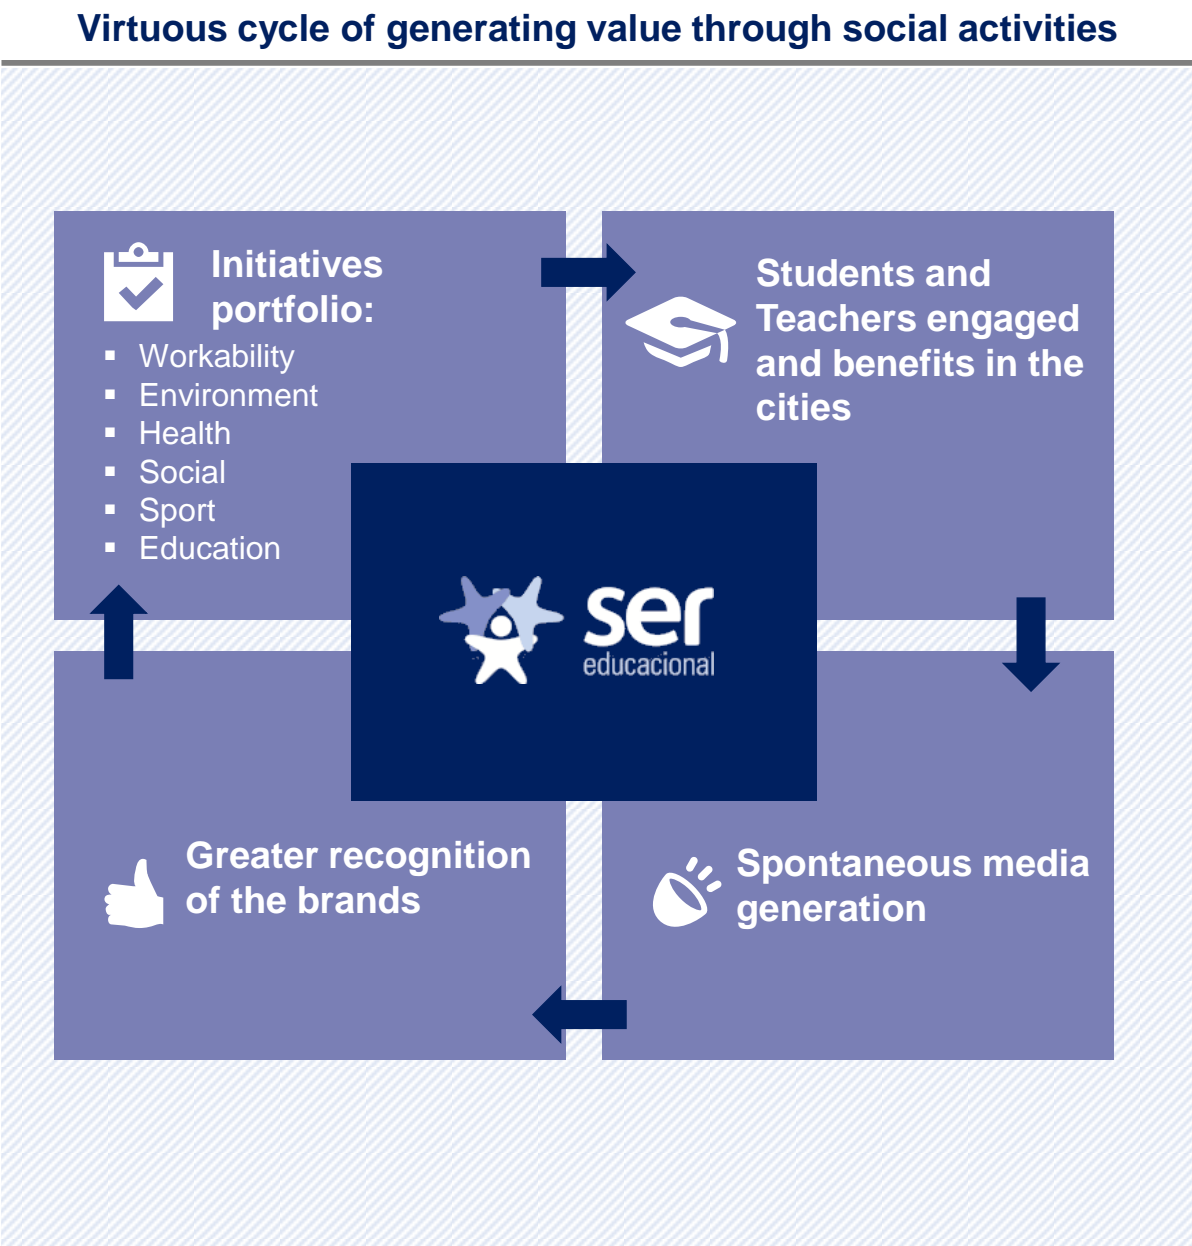 Virtuous cycle of generating value through social activities
Initiatives
portfolio:
▪ Workability
▪ Environment
▪ Health
▪ Social
▪ Sport
▪ Education
Students and
Teachers engaged
and benefits in the
cities
ser
educacional
Greater recognition
of the brands
Spontaneous media
generation